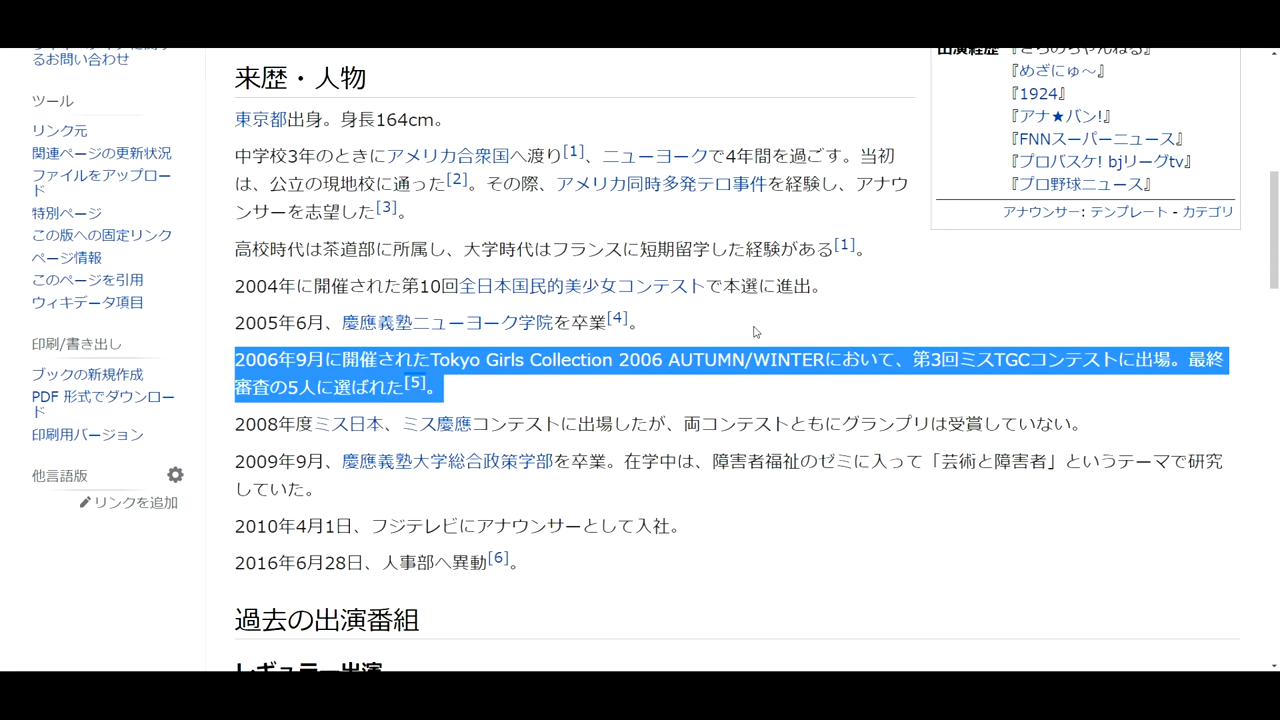 るお問い合わせ
ツール
リンク元
関連ページの更新状況
ファイルをアップロー
ド
特別ページ
この版への固定リンク
ページ情報
このページを引用
ウィキデータ項目
印刷/書き出し
ブックの新規作成
PDF 形式でダウンロー
ド
印刷用バージョン
他言語版
リンクを追加
来歴・人物
東京都出身。身長164cm。
中学校3年のときにアメリカ合衆国へ渡り[1]、ニューヨークで4年間を過ごす。当初
は、公立の現地校に通った[2]。その際、アメリカ同時多発テロ事件を経験し、アナウ
ンサーを志望した[3]。
高校時代は茶道部に所属し、大学時代はフランスに短期留学した経験がある[1]。
2004年に開催された第10回全日本国民的美少女コンテストで本選に進出。
2005年6月、慶應義塾ニューヨーク学院を卒業[4]。
2006年9月に開催されたTokyo Girls Collection 2006 AUTUMN/WINTERにおいて、第3回ミスTGCコンテストに出場。最終
審査の5人に選ばれた[5]。
2008年度ミス日本、ミス慶應コンテストに出場したが、両コンテストともにグランプリは受賞していない。
2009年9月、慶應義塾大学総合政策学部を卒業。在学中は、障害者福祉のゼミに入って「芸術と障害者」というテーマで研究
していた。
2010年4月1日、フジテレビにアナウンサーとして入社。
2016年6月28日、人事部へ異動[6]。
過去の出演番組
レギュラー出演
出演経歴
『めざにゅ〜』
『1924』
『アナ★バン!』
『FNNスーパーニュース』
『プロバスケ! bjリーグtv』
『プロ野球ニュース』
アナウンサー: テンプレート - カテゴリ